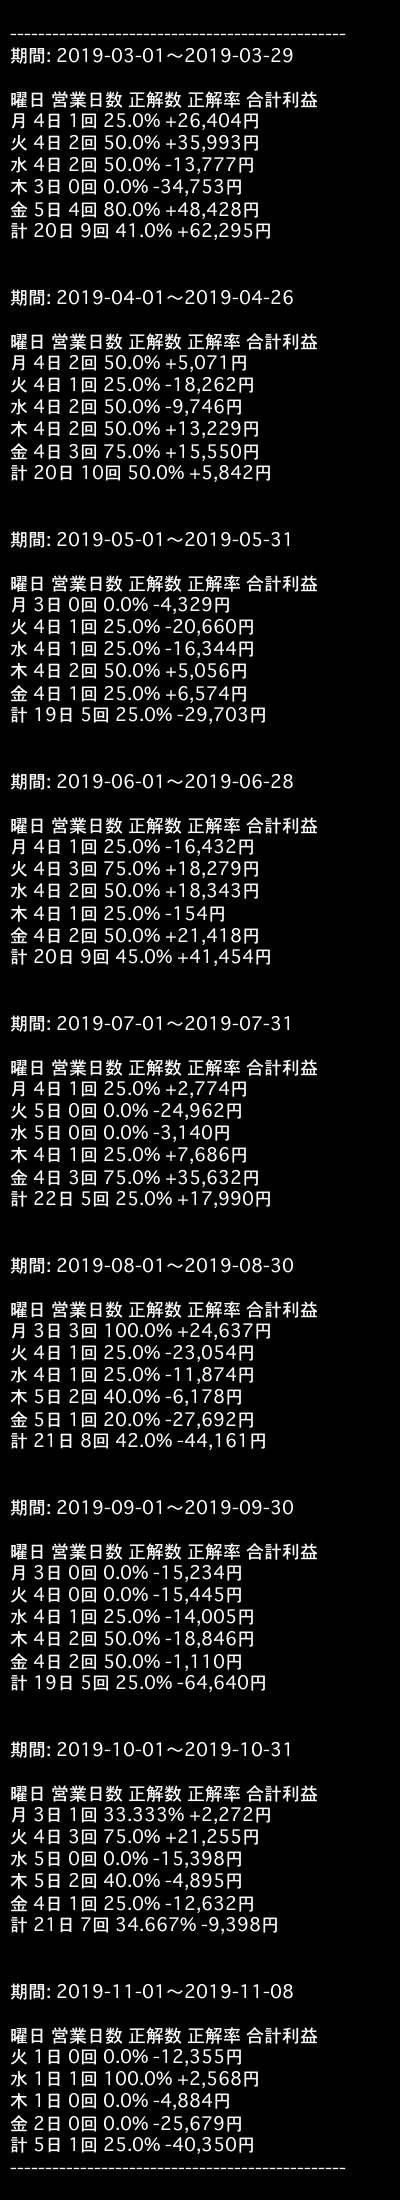 ------------------------------------------------
期間: 2019-03-01〜2019-03-29
曜日 営業日数 正解数 正解率 合計利益
月 4日 1回 25.0% +26,404円
火 4日 2回 50.0% +35,993円
水 4日 2回 50.0% -13,777円
木 3日 0回 0.0% -34,753円
金 5日 4回 80.0% +48,428円
計 20日 9回 41.0% +62,295円
期間: 2019-04-01〜2019-04-26
曜日 営業日数 正解数 正解率 合計利益
月 4日 2回 50.0% +5,071円
火 4日 1回 25.0% -18,262円
水 4日 2回 50.0% -9,746円
木 4日 2回 50.0% +13,229円
金 4日 3回 75.0% +15,550円
計 20日 10回 50.0% +5,842円
期間: 2019-05-01〜2019-05-31
曜日 営業日数 正解数 正解率 合計利益
月 3日 0回 0.0% -4,329円
火 4日 1回 25.0% -20,660円
水 4日 1回 25.0% -16,344円
木 4日 2回 50.0% +5,056円
金 4日 1回 25.0% +6,574円
計 19日 5回 25.0% -29,703円
期間: 2019-06-01〜2019-06-28
曜日 営業日数 正解数 正解率 合計利益
月 4日 1回 25.0% -16,432円
火 4日 3回 75.0% +18,279円
水 4日 2回 50.0% +18,343円
木 4日 1回 25.0% -154円
金 4日 2回 50.0% +21,418円
計 20日 9回 45.0% +41,454円
期間: 2019-07-01〜2019-07-31
曜日 営業日数 正解数 正解率 合計利益
月 4日 1回 25.0% +2,774円
火 5日 0回 0.0% -24,962円
水 5日 0回 0.0% -3,140円
木 4日 1回 25.0% +7,686円
金 4日 3回 75.0% +35,632円
計 22日 5回 25.0% +17,990円
期間: 2019-08-01〜2019-08-30
曜日 営業日数 正解数 正解率 合計利益
月 3日 3回 100.0% +24,637円
火 4日 1回 25.0% -23,054円
水 4日 1回 25.0% -11,874円
木 5日 2回 40.0% -6,178円
金 5日 1回 20.0% -27,692円
計 21日 8回 42.0% -44,161円
期間: 2019-09-01〜2019-09-30
曜日 営業日数 正解数 正解率 合計利益
月 3日 0回 0.0% -15,234円
火 4日 0回 0.0% -15,445円
水 4日 1回 25.0% -14,005円
木 4日 2回 50.0% -18,846円
金 4日 2回 50.0% -1,110円
計 19日 5回 25.0% -64,640円
期間: 2019-10-01〜2019-10-31
曜日 営業日数 正解数 正解率 合計利益
月 3日 1回 33.333% +2,272円
火 4日 3回 75.0% +21,255円
水 5日 0回 0.0% -15,398円
木 5日 2回 40.0% -4,895円
金 4日 1回 25.0% -12,632円
計 21日 7回 34.667% -9,398円
期間: 2019-11-01〜2019-11-08
曜日 営業日数 正解数 正解率 合計利益
火 1日 0回 0.0% -12,355円
水 1日 1回 100.0% +2,568円
木 1日 0回 0.0% -4,884円
金 2日 0回 0.0% -25,679円
計 5日 1回 25.0% -40,350円
------------------------------------------------